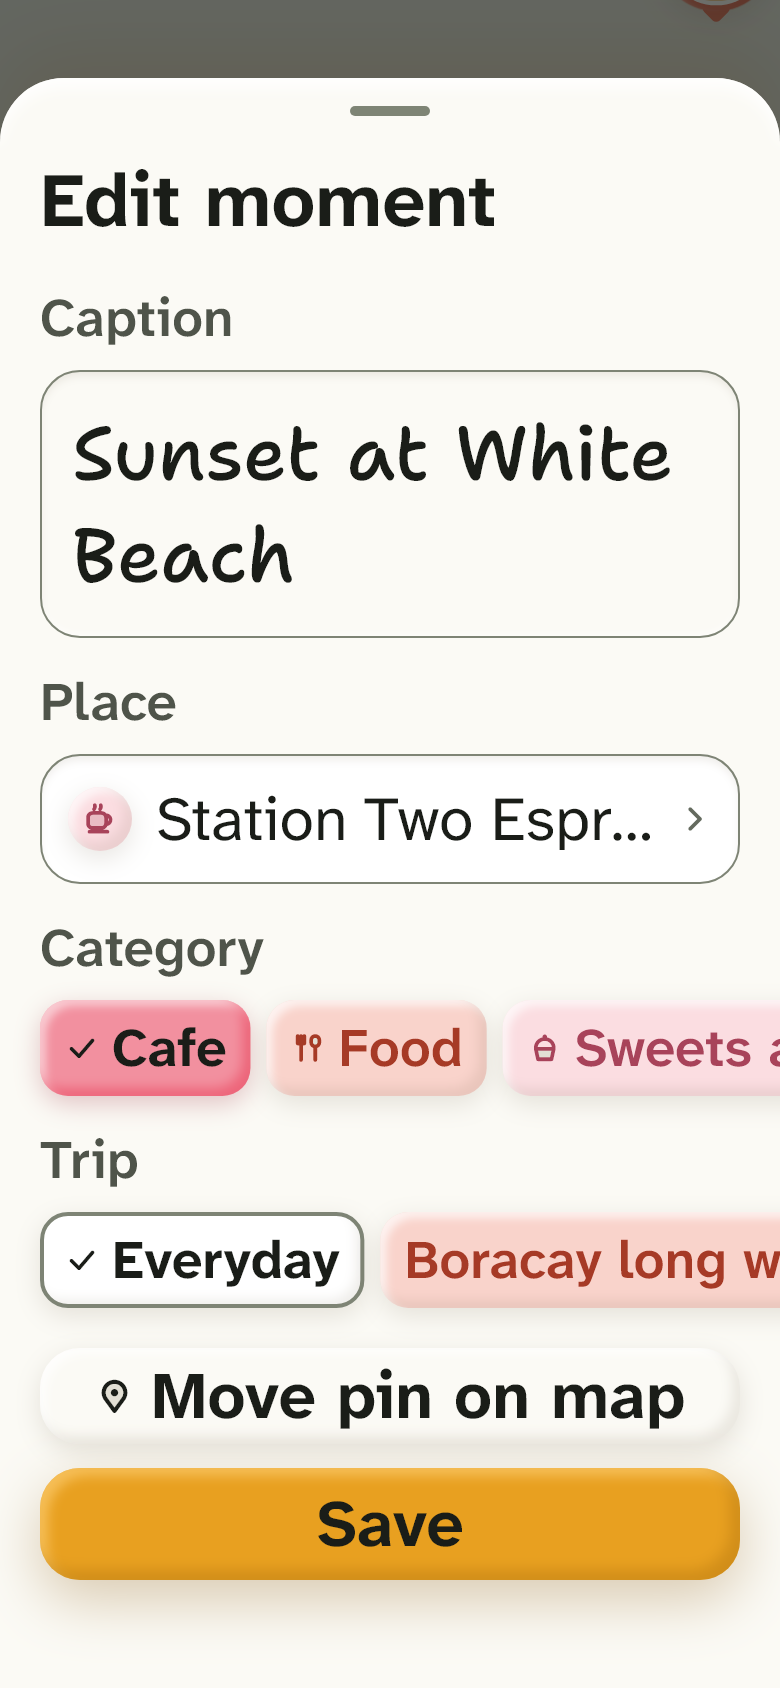 Edit moment
Caption
Sunset at White
Beach
Place
Station Two Espr...
Category
Cafe Food Sweets a
Trip
Everyday Boracay long w
Move pin on map
Save